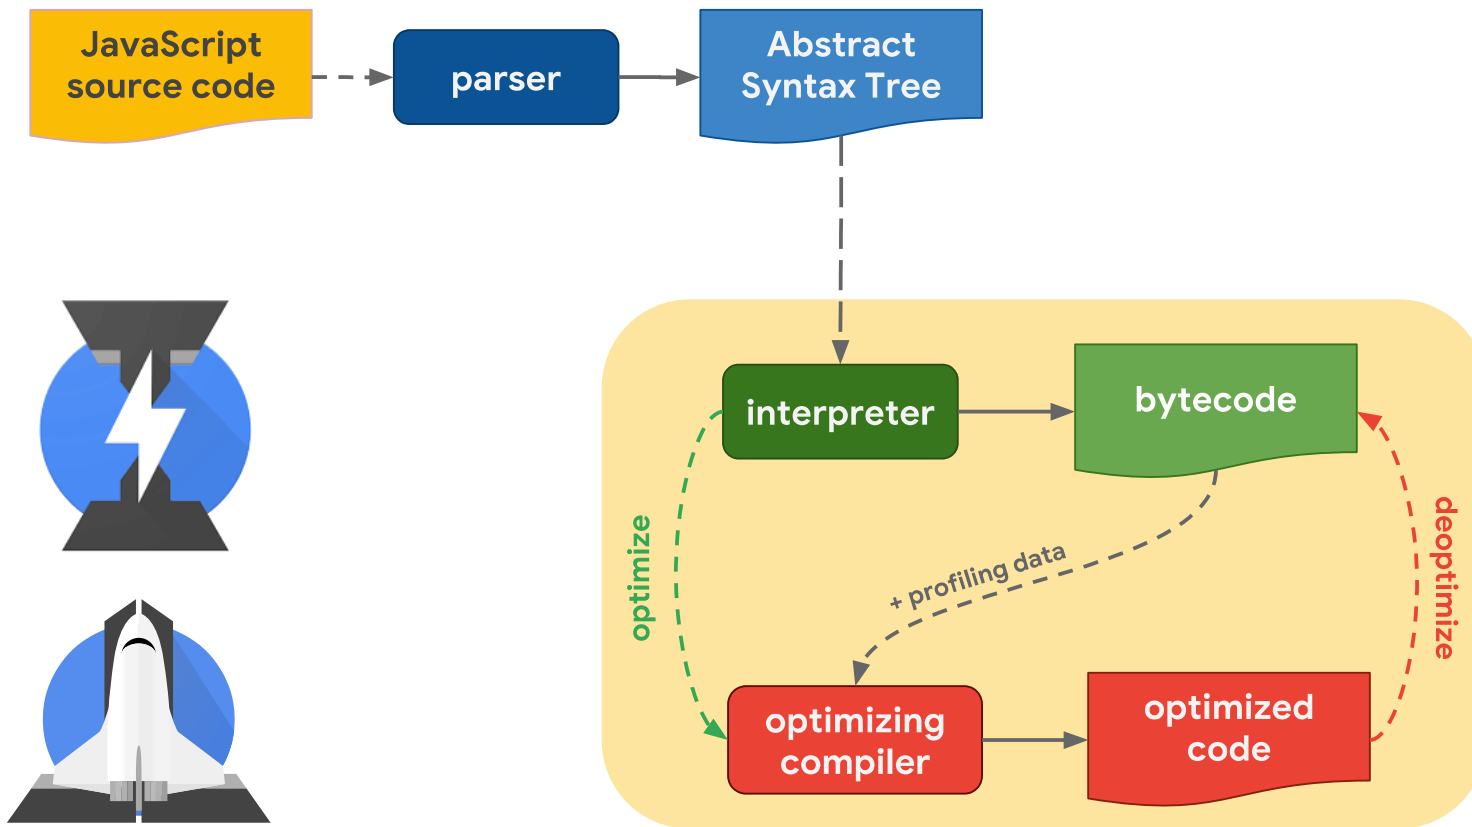 JavaScript
source code
parser
Abstract
Syntax Tree
interpreter
bytecode
optimize
+ profiling data
deoptimize
optimizing
compiler
optimized
code